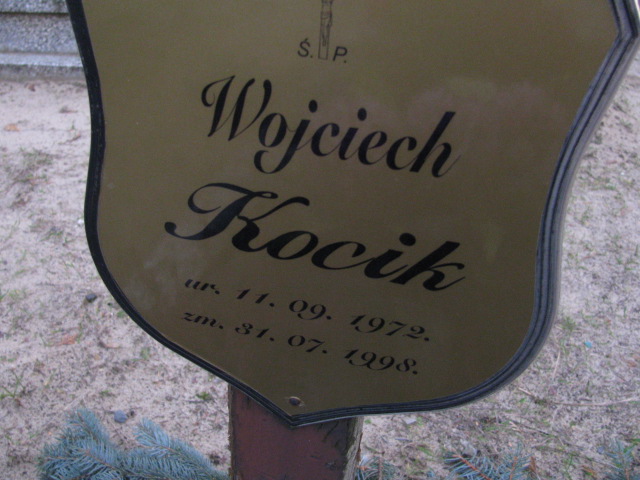 Ś. P.
Wojciech
Kocik
ur. 11. 09. 1972.
zm. 31. 07. 1998.